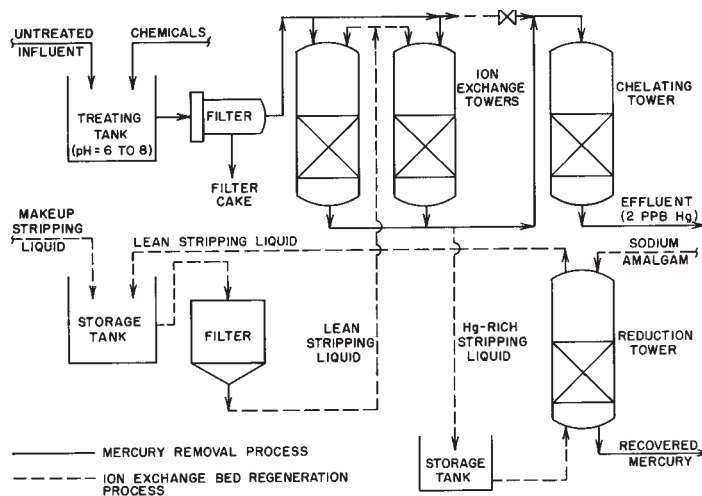 UNTREATED
INFLUENT
CHEMICALS
TREATING
TANK
(pH = 6 TO 8)
FILTER
FILTER
CAKE
ION
EXCHANGE
TOWERS
CHELATING
TOWER
EFFLUENT
(2 PPB Hg)
MAKEUP
STRIPPING
LIQUID
LEAN STRIPPING LIQUID
SODIUM
AMALGAM
STORAGE
TANK
FILTER
LEAN
STRIPPING
LIQUID
Hg-RICH
STRIPPING
LIQUID
REDUCTION
TOWER
RECOVERED
MERCURY
STORAGE
TANK
MERCURY REMOVAL PROCESS
ION EXCHANGE BED REGENERATION
PROCESS